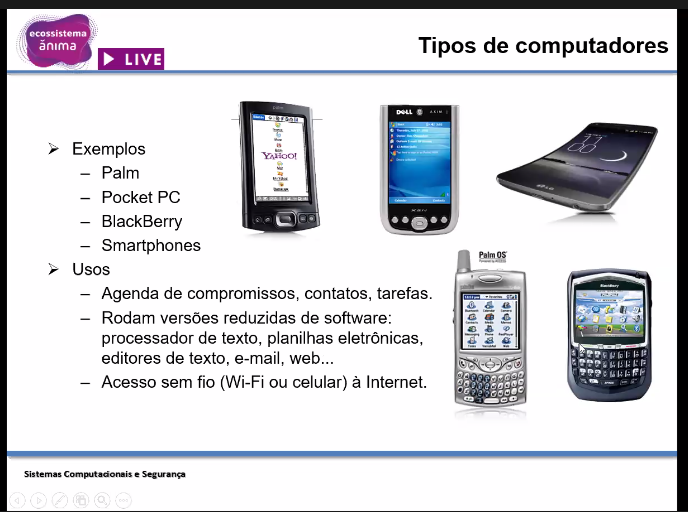 ecossistema
ânima
LIVE
Tipos de computadores
Exemplos
– Palm
– Pocket PC
– BlackBerry
– Smartphones
Usos
– Agenda de compromissos, contatos, tarefas.
– Rodam versões reduzidas de software:
processador de texto, planilhas eletrônicas,
editores de texto, e-mail, web...
– Acesso sem fio (Wi-Fi ou celular) à Internet.
YAHOO!
DELL
AXIM
LG
Palm OS
BlackBerry
Sistemas Computacionais e Segurança